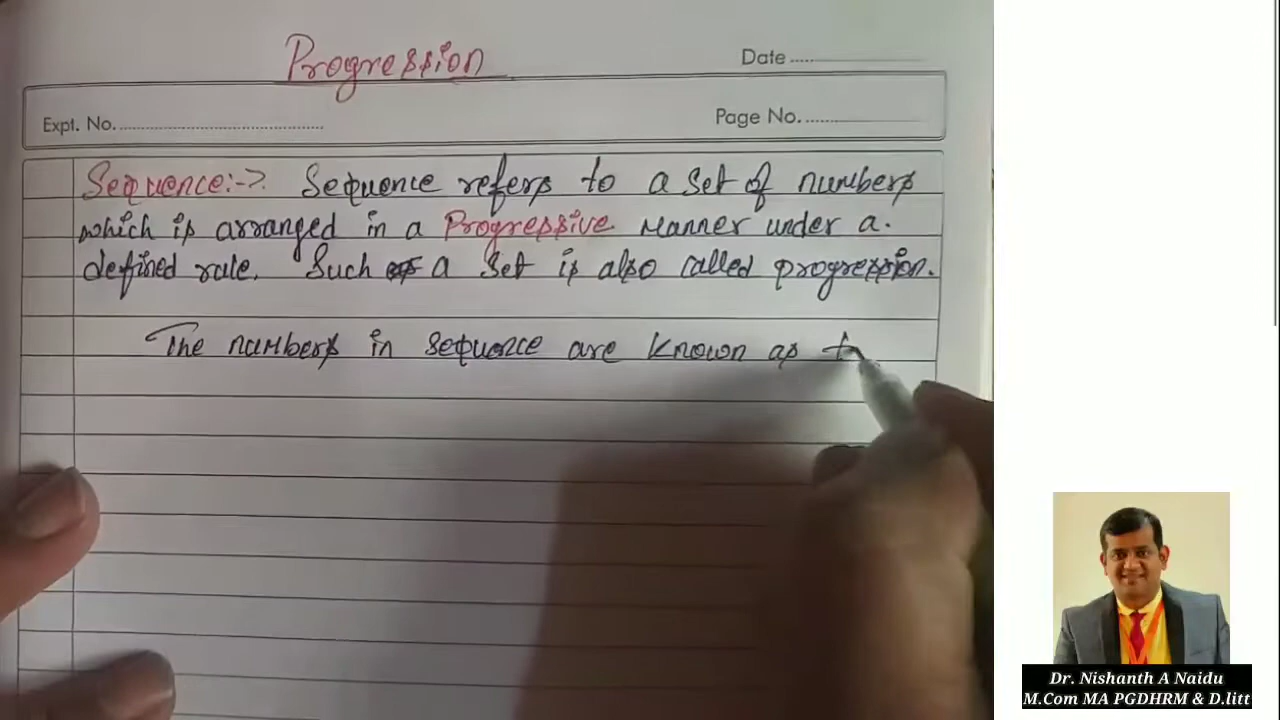 Progression
Date
Expt. No.
Page No.
Sequence:-> Sequence refers to a set of numbers
which is arranged in a Progressive manner under a.
defined rule. Such a set is also called progression.
The numbers in sequence are known as
Dr. Nishanth A Naidu
M.Com MA PGDHRM & D.litt